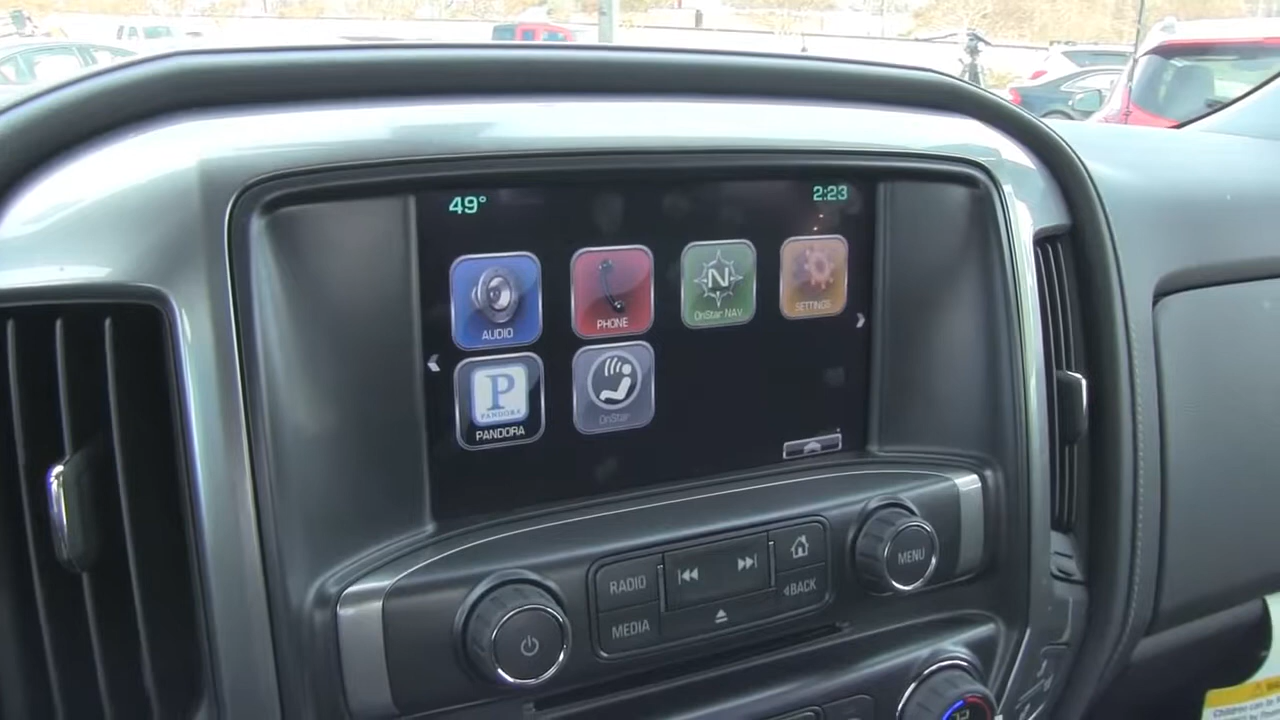 49°
2:23
AUDIO
PHONE
N
OnStar NAV
SETTINGS
P
PANDORA
PANDORA
OnStar
RADIO
MEDIA
BACK
MENU